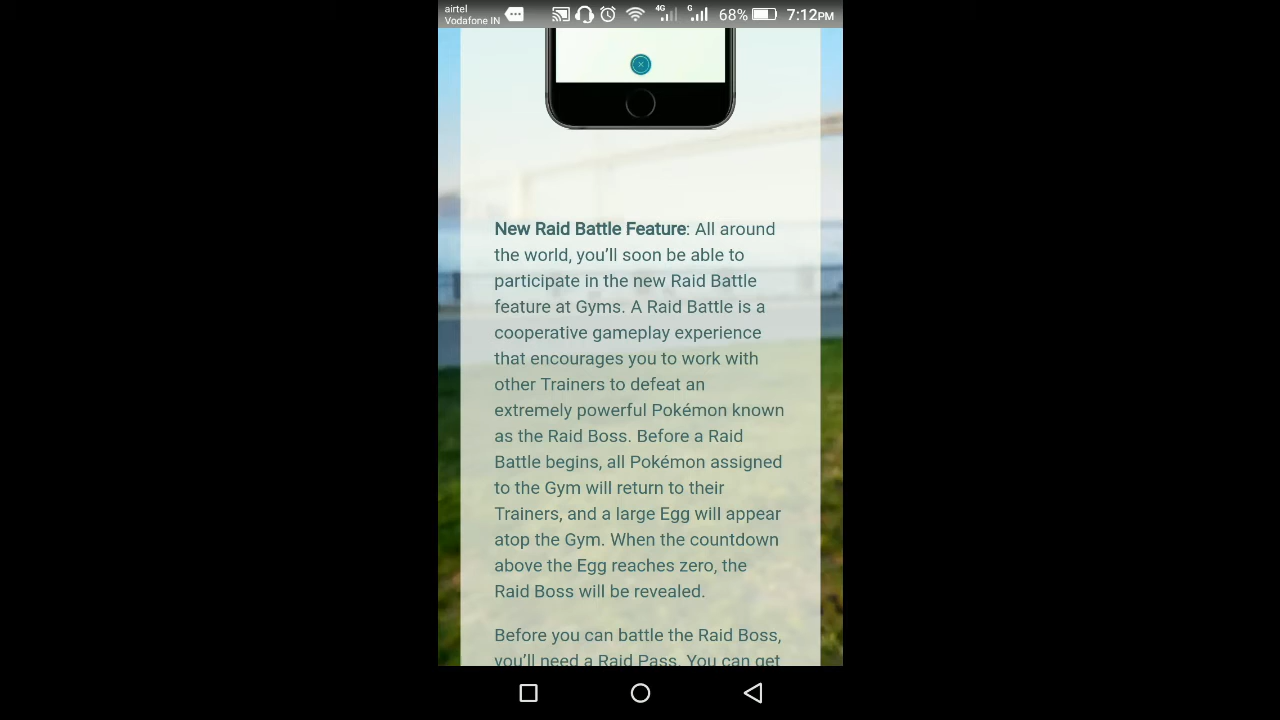 airtel
Vodafone IN
4G
G
68%
7:12PM
New Raid Battle Feature: All around
the world, you’ll soon be able to
participate in the new Raid Battle
feature at Gyms. A Raid Battle is a
cooperative gameplay experience
that encourages you to work with
other Trainers to defeat an
extremely powerful Pokémon known
as the Raid Boss. Before a Raid
Battle begins, all Pokémon assigned
to the Gym will return to their
Trainers, and a large Egg will appear
atop the Gym. When the countdown
above the Egg reaches zero, the
Raid Boss will be revealed.
Before you can battle the Raid Boss,
you’ll need a Raid Pass. You can get